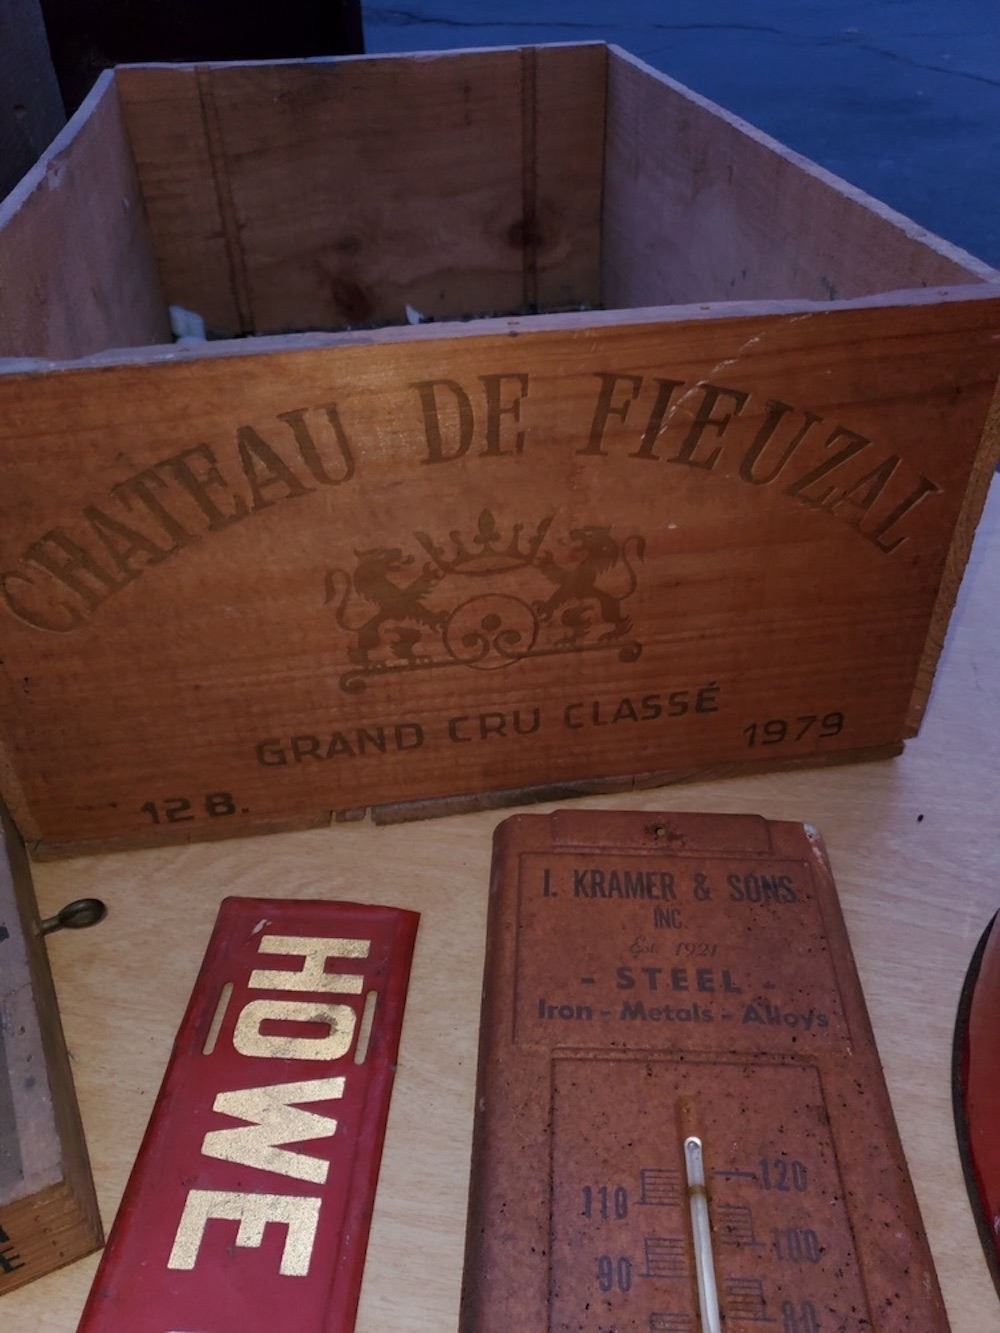 CHATEAU DE FIEUZAL
GRAND CRU CLASSÉ
1979
12 B.
HOWE
I. KRAMER & SONS
INC.
Est. 1921
- STEEL -
Iron - Metals - Alloys
120
110
100
90
80